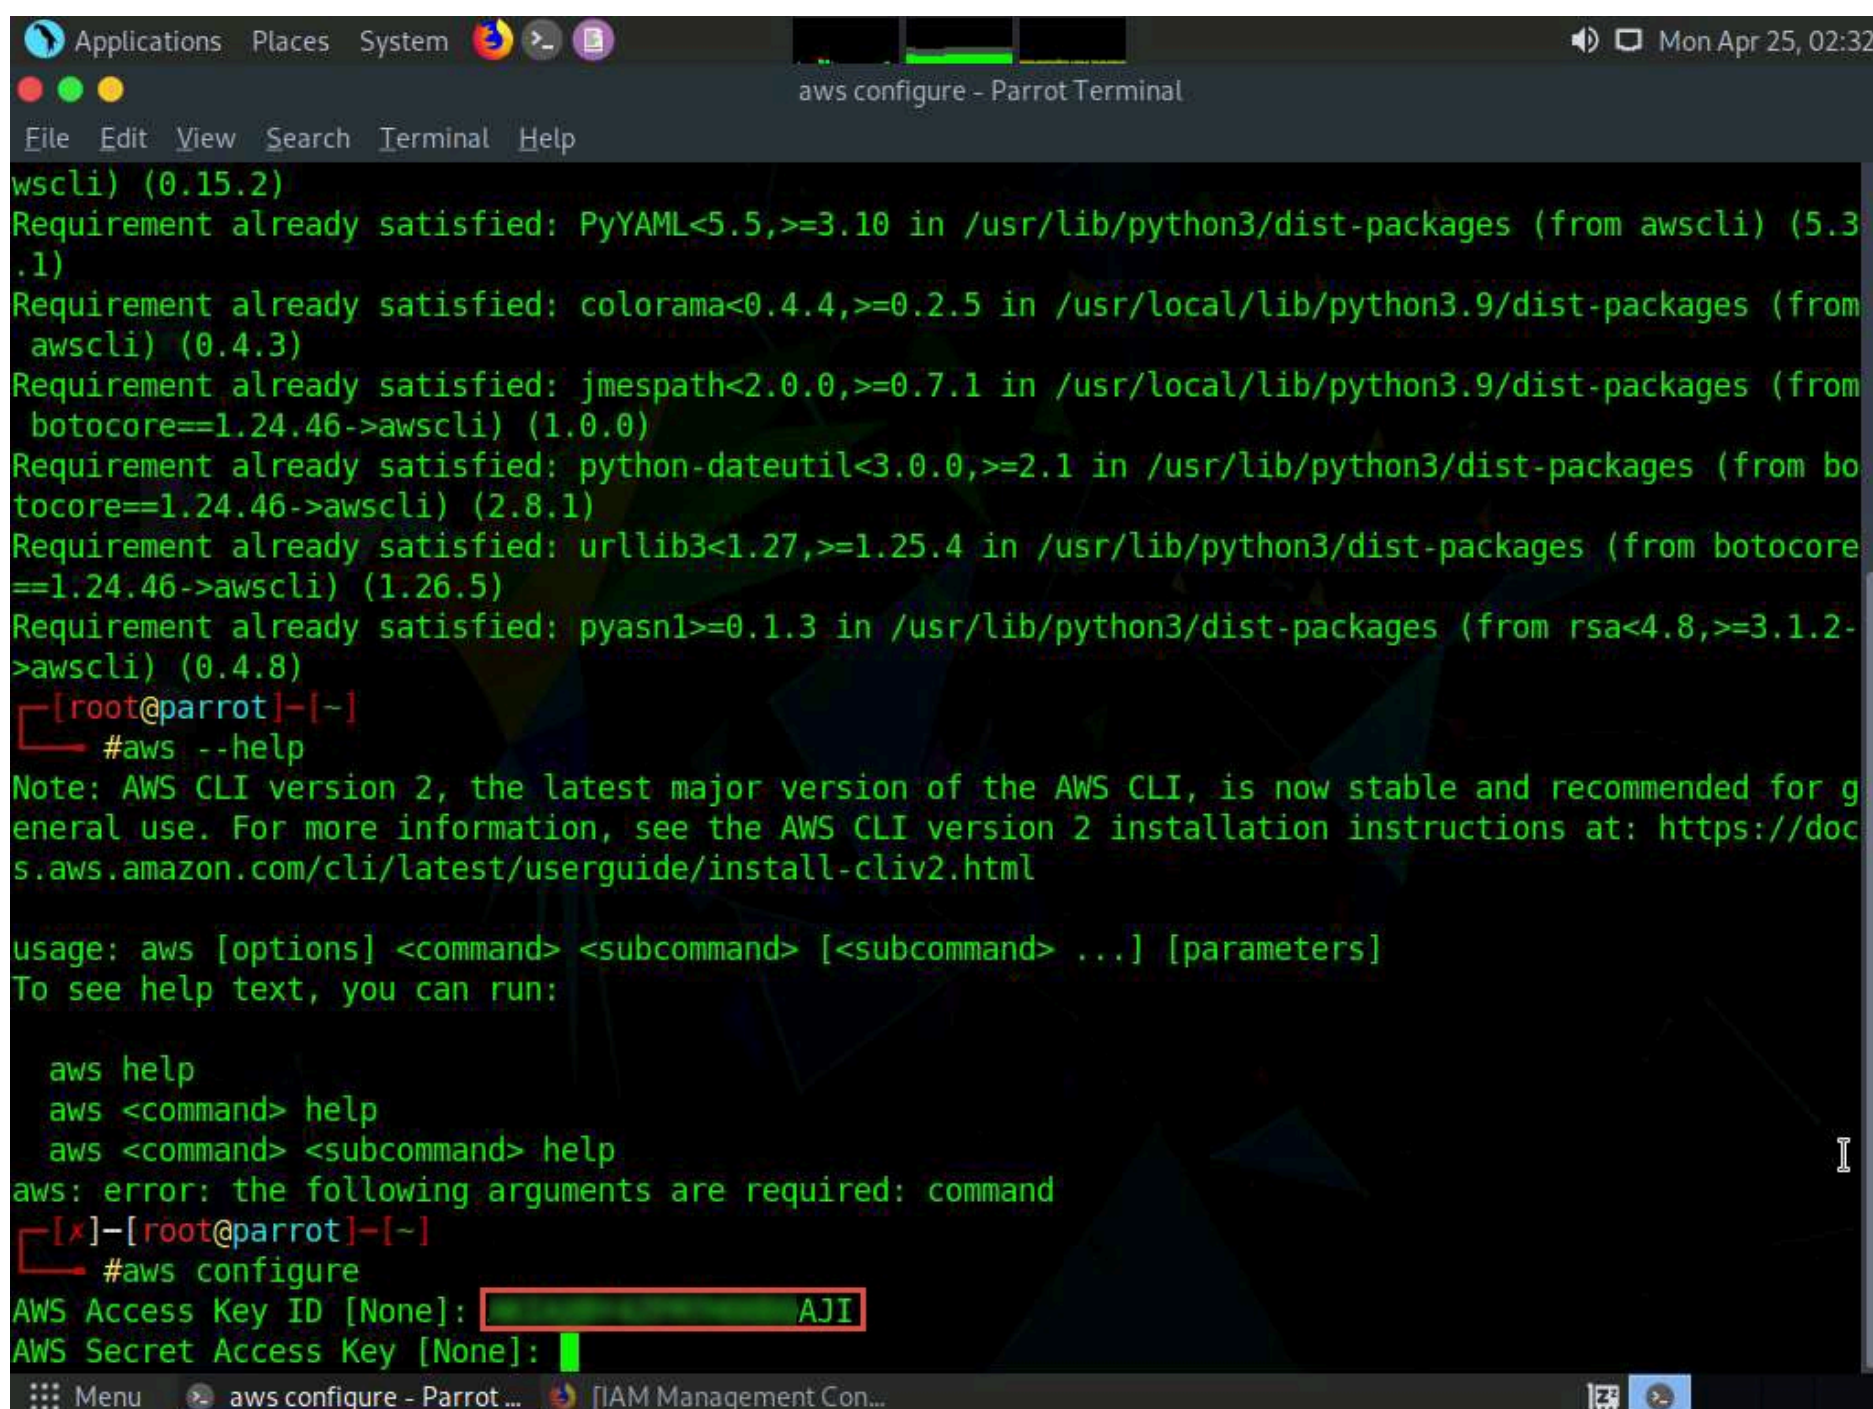 Applications Places System Mon Apr 25, 02:32
aws configure - Parrot Terminal
File Edit View Search Terminal Help
wscli) (0.15.2)
Requirement already satisfied: PyYAML<5.5,>=3.10 in /usr/lib/python3/dist-packages (from awscli) (5.3
.1)
Requirement already satisfied: colorama<0.4.4,>=0.2.5 in /usr/local/lib/python3.9/dist-packages (from
 awscli) (0.4.3)
Requirement already satisfied: jmespath<2.0.0,>=0.7.1 in /usr/local/lib/python3.9/dist-packages (from
 botocore==1.24.46->awscli) (1.0.0)
Requirement already satisfied: python-dateutil<3.0.0,>=2.1 in /usr/lib/python3/dist-packages (from bo
tocore==1.24.46->awscli) (2.8.1)
Requirement already satisfied: urllib3<1.27,>=1.25.4 in /usr/lib/python3/dist-packages (from botocore
==1.24.46->awscli) (1.26.5)
Requirement already satisfied: pyasn1>=0.1.3 in /usr/lib/python3/dist-packages (from rsa<4.8,>=3.1.2-
>awscli) (0.4.8)
┌─[root@parrot]─[~]
└──╼ #aws --help
Note: AWS CLI version 2, the latest major version of the AWS CLI, is now stable and recommended for g
eneral use. For more information, see the AWS CLI version 2 installation instructions at: https://doc
s.aws.amazon.com/cli/latest/userguide/install-cliv2.html
usage: aws [options] <command> <subcommand> [<subcommand> ...] [parameters]
To see help text, you can run:
  aws help
  aws <command> help
  aws <command> <subcommand> help
aws: error: the following arguments are required: command
┌─[✗]─[root@parrot]─[~]
└──╼ #aws configure
AWS Access Key ID [None]: AJI
AWS Secret Access Key [None]:
Menu aws configure - Parrot ... [IAM Management Con...